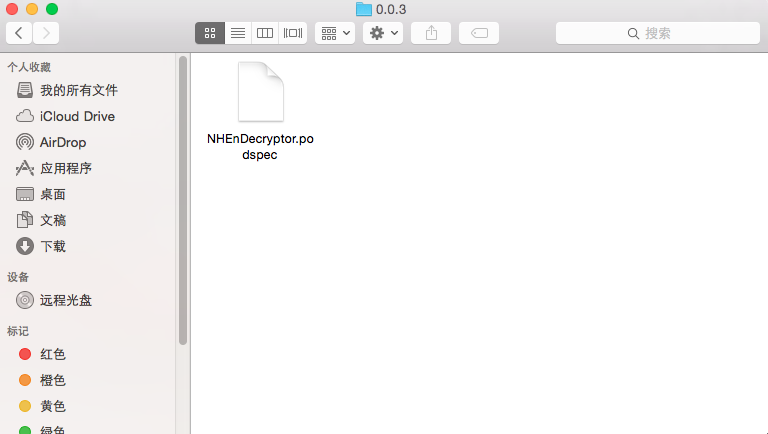 0.0.3
搜索
个人收藏
我的所有文件
iCloud Drive
AirDrop
应用程序
桌面
文稿
下载
设备
远程光盘
标记
红色
橙色
黄色
绿色
NHEnDecryptor.po
dspec